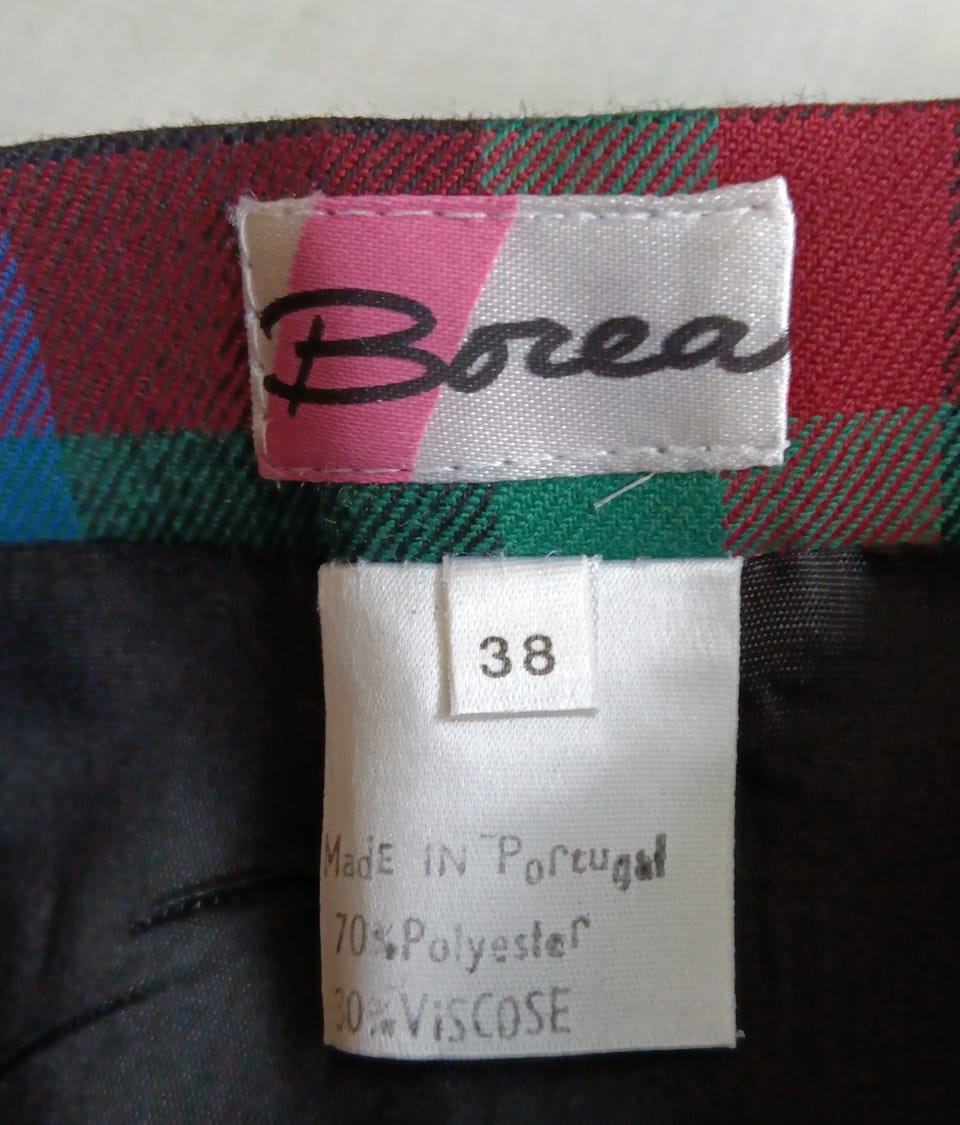 Borea
38
MadE IN Portugal
70%Polyester
30%ViSCOSE